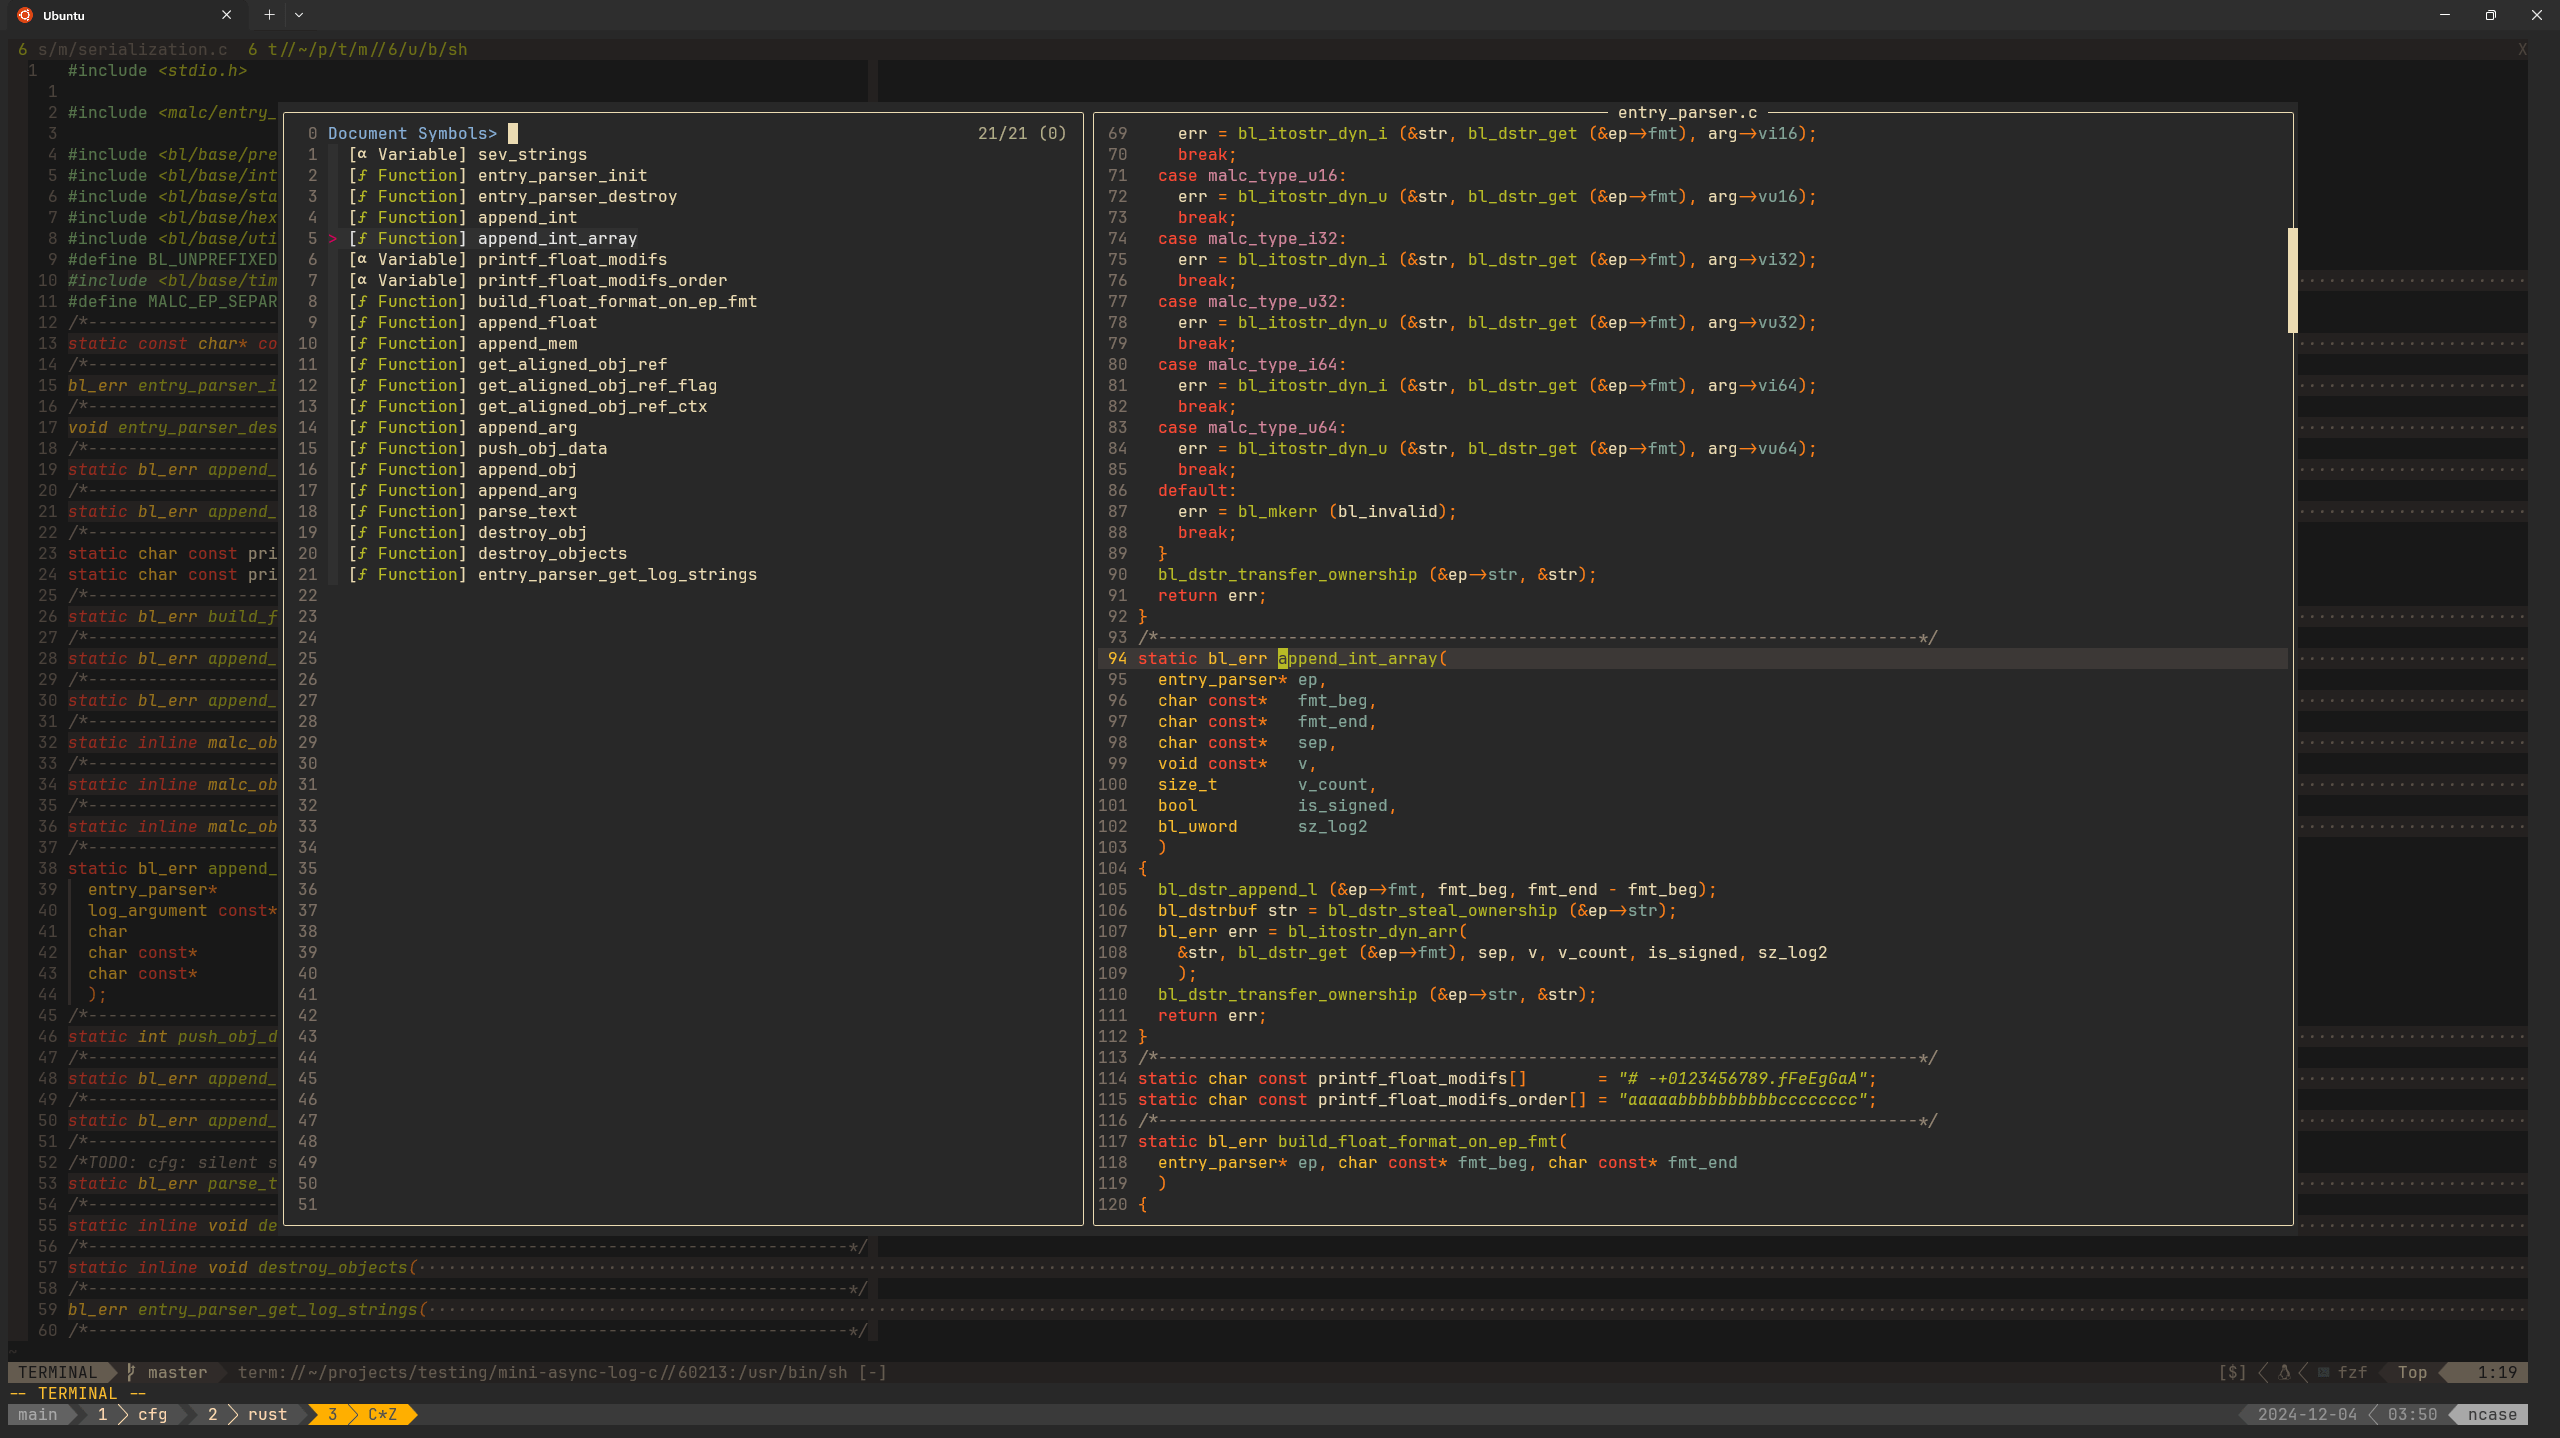 Ubuntu
6 s/m/serialization.c 6 t//~/p/t/m//6/u/b/sh X
1 #include <stdio.h>
1
2 #include <malc/entry_
3
4 #include <bl/base/pre
5 #include <bl/base/int
6 #include <bl/base/sta
7 #include <bl/base/hex
8 #include <bl/base/uti
9 #define BL_UNPREFIXED
10 #include <bl/base/tim
11 #define MALC_EP_SEPAR
12 /*---------------------
13 static const char* co
14 /*---------------------
15 bl_err entry_parser_i
16 /*---------------------
17 void entry_parser_des
18 /*---------------------
19 static bl_err append_
20 /*---------------------
21 static bl_err append_
22 /*---------------------
23 static char const pri
24 static char const pri
25 /*---------------------
26 static bl_err build_f
27 /*---------------------
28 static bl_err append_
29 /*---------------------
30 static bl_err append_
31 /*---------------------
32 static inline malc_ob
33 /*---------------------
34 static inline malc_ob
35 /*---------------------
36 static inline malc_ob
37 /*---------------------
38 static bl_err append_
39 entry_parser*
40 log_argument const*
41 char
42 char const*
43 char const*
44 );
45 /*---------------------
46 static int push_obj_d
47 /*---------------------
48 static bl_err append_
49 /*---------------------
50 static bl_err append_
51 /*---------------------
52 /*TODO: cfg: silent s
53 static bl_err parse_t
54 /*---------------------
55 static inline void de
56 /*----------------------------------------------------------------------------*/
57 static inline void destroy_objects(
58 /*----------------------------------------------------------------------------*/
59 bl_err entry_parser_get_log_strings(
60 /*----------------------------------------------------------------------------*/
~
0 Document Symbols> 21/21 (0)
1 [α Variable] sev_strings
2 [ƒ Function] entry_parser_init
3 [ƒ Function] entry_parser_destroy
4 [ƒ Function] append_int
5 > [ƒ Function] append_int_array
6 [α Variable] printf_float_modifs
7 [α Variable] printf_float_modifs_order
8 [ƒ Function] build_float_format_on_ep_fmt
9 [ƒ Function] append_float
10 [ƒ Function] append_mem
11 [ƒ Function] get_aligned_obj_ref
12 [ƒ Function] get_aligned_obj_ref_flag
13 [ƒ Function] get_aligned_obj_ref_ctx
14 [ƒ Function] append_arg
15 [ƒ Function] push_obj_data
16 [ƒ Function] append_obj
17 [ƒ Function] append_arg
18 [ƒ Function] parse_text
19 [ƒ Function] destroy_obj
20 [ƒ Function] destroy_objects
21 [ƒ Function] entry_parser_get_log_strings
22
23
24
25
26
27
28
29
30
31
32
33
34
35
36
37
38
39
40
41
42
43
44
45
46
47
48
49
50
51
entry_parser.c
69 err = bl_itostr_dyn_i (&str, bl_dstr_get (&ep->fmt), arg->vi16);
70 break;
71 case malc_type_u16:
72 err = bl_itostr_dyn_u (&str, bl_dstr_get (&ep->fmt), arg->vu16);
73 break;
74 case malc_type_i32:
75 err = bl_itostr_dyn_i (&str, bl_dstr_get (&ep->fmt), arg->vi32);
76 break;
77 case malc_type_u32:
78 err = bl_itostr_dyn_u (&str, bl_dstr_get (&ep->fmt), arg->vu32);
79 break;
80 case malc_type_i64:
81 err = bl_itostr_dyn_i (&str, bl_dstr_get (&ep->fmt), arg->vi64);
82 break;
83 case malc_type_u64:
84 err = bl_itostr_dyn_u (&str, bl_dstr_get (&ep->fmt), arg->vu64);
85 break;
86 default:
87 err = bl_mkerr (bl_invalid);
88 break;
89 }
90 bl_dstr_transfer_ownership (&ep->str, &str);
91 return err;
92 }
93 /*----------------------------------------------------------------------------*/
94 static bl_err append_int_array(
95 entry_parser* ep,
96 char const* fmt_beg,
97 char const* fmt_end,
98 char const* sep,
99 void const* v,
100 size_t v_count,
101 bool is_signed,
102 bl_uword sz_log2
103 )
104 {
105 bl_dstr_append_l (&ep->fmt, fmt_beg, fmt_end - fmt_beg);
106 bl_dstrbuf str = bl_dstr_steal_ownership (&ep->str);
107 bl_err err = bl_itostr_dyn_arr(
108 &str, bl_dstr_get (&ep->fmt), sep, v, v_count, is_signed, sz_log2
109 );
110 bl_dstr_transfer_ownership (&ep->str, &str);
111 return err;
112 }
113 /*----------------------------------------------------------------------------*/
114 static char const printf_float_modifs[] = "# -+0123456789.fFeEgGaA";
115 static char const printf_float_modifs_order[] = "aaaaabbbbbbbbbbcccccccc";
116 /*----------------------------------------------------------------------------*/
117 static bl_err build_float_format_on_ep_fmt(
118 entry_parser* ep, char const* fmt_beg, char const* fmt_end
119 )
120 {
TERMINAL master term://~/projects/testing/mini-async-log-c//60213:/usr/bin/sh [-] [$] fzf Top 1:19
-- TERMINAL --
main 1 cfg 2 rust 3 C*Z 2024-12-04 03:50 ncase